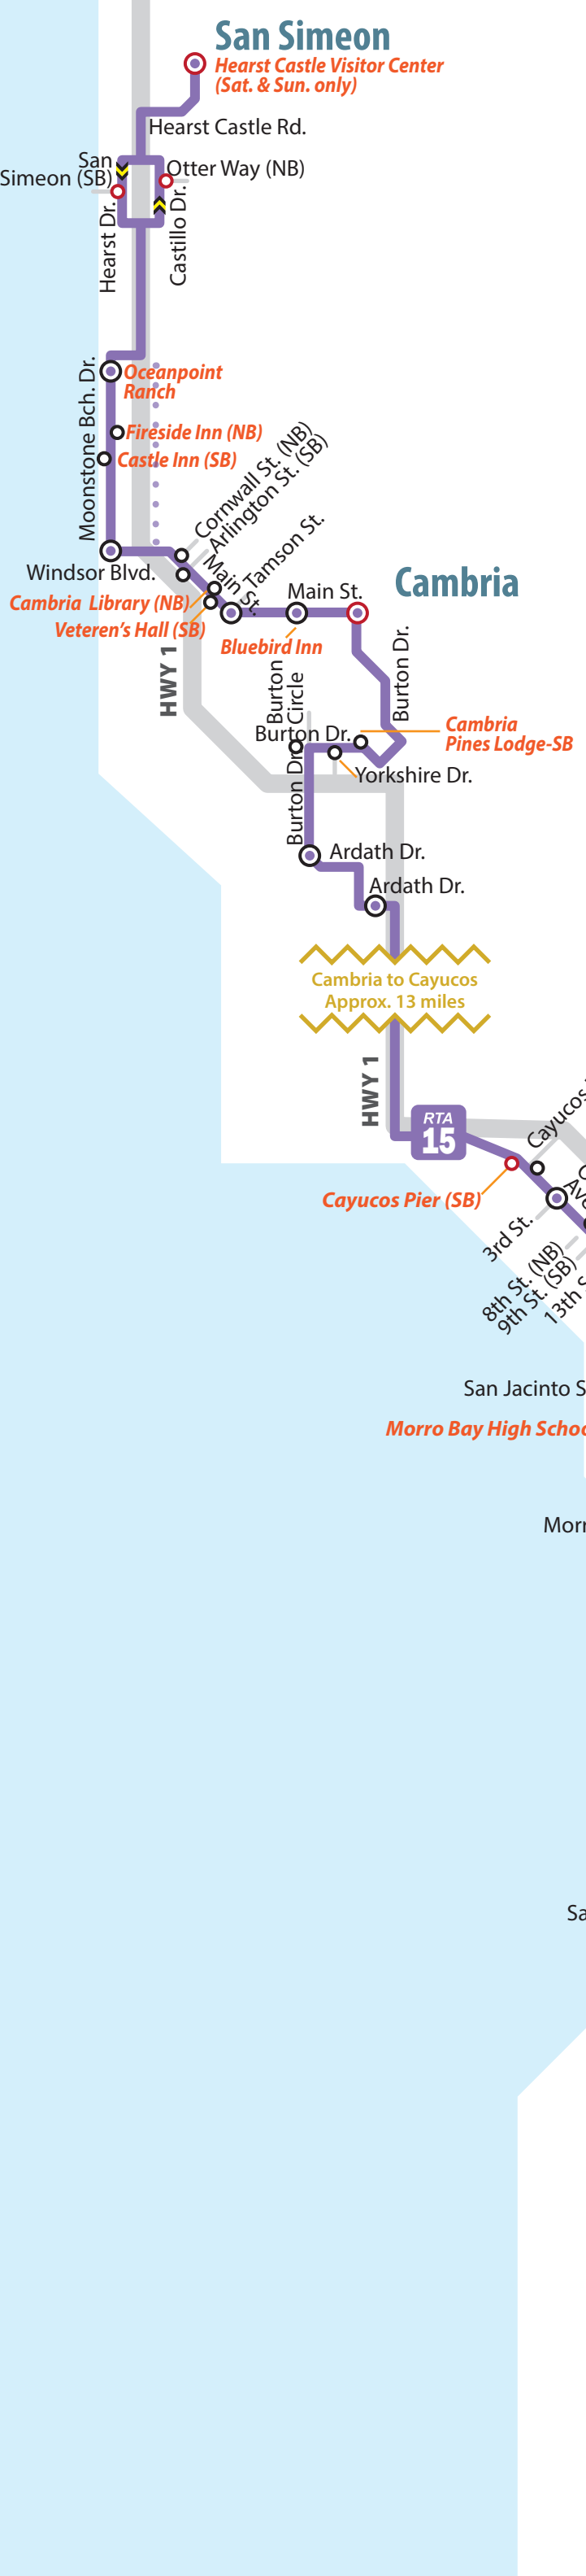 San Simeon
Hearst Castle Visitor Center
(Sat. & Sun. only)
Hearst Castle Rd.
San
Simeon (SB)
Otter Way (NB)
Hearst Dr.
Castillo Dr.
Moonstone Bch. Dr.
Oceanpoint
Ranch
Fireside Inn (NB)
Castle Inn (SB)
Cornwall St. (NB)
Arlington St. (SB)
Main St.
Tamson St.
Windsor Blvd.
Main St.
Cambria
Cambria Library (NB)
Veteren's Hall (SB)
Bluebird Inn
HWY 1
Burton
Circle
Burton Dr.
Burton Dr.
Cambria
Pines Lodge-SB
Burton Dr.
Yorkshire Dr.
Ardath Dr.
Ardath Dr.
Cambria to Cayucos
Approx. 13 miles
HWY 1
RTA
15
Cayucos
Cayucos Pier (SB)
3rd St.
8th St. (NB)
9th St. (SB)
13th
San Jacinto S
Morro Bay High Schoo
Morr
Sa